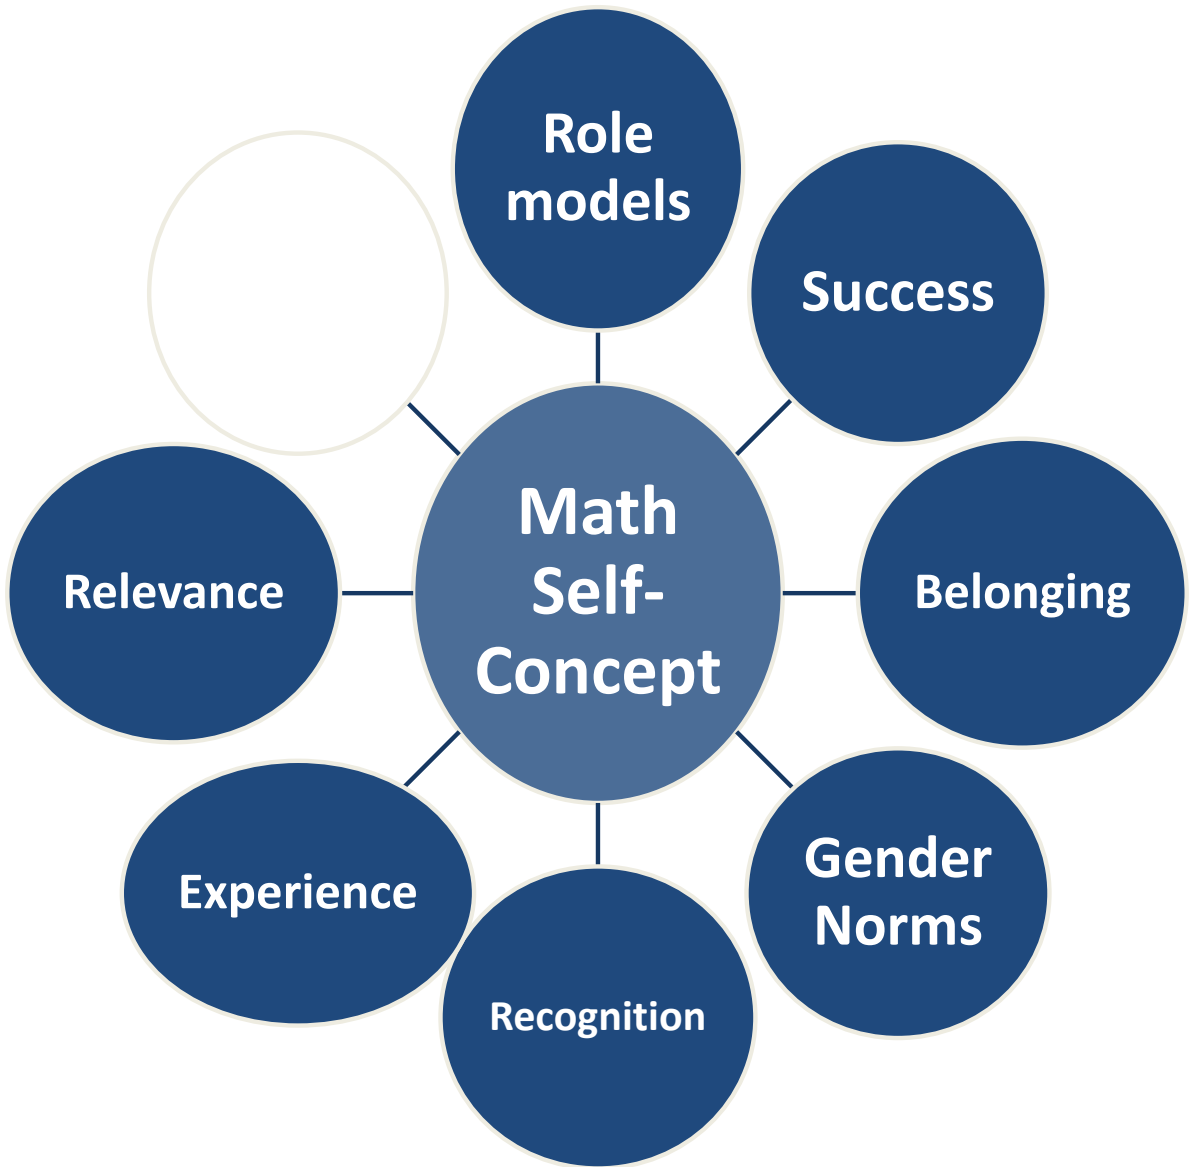 Role
models
Success
Belonging
Gender
Norms
Recognition
Experience
Relevance
Math
Self-
Concept